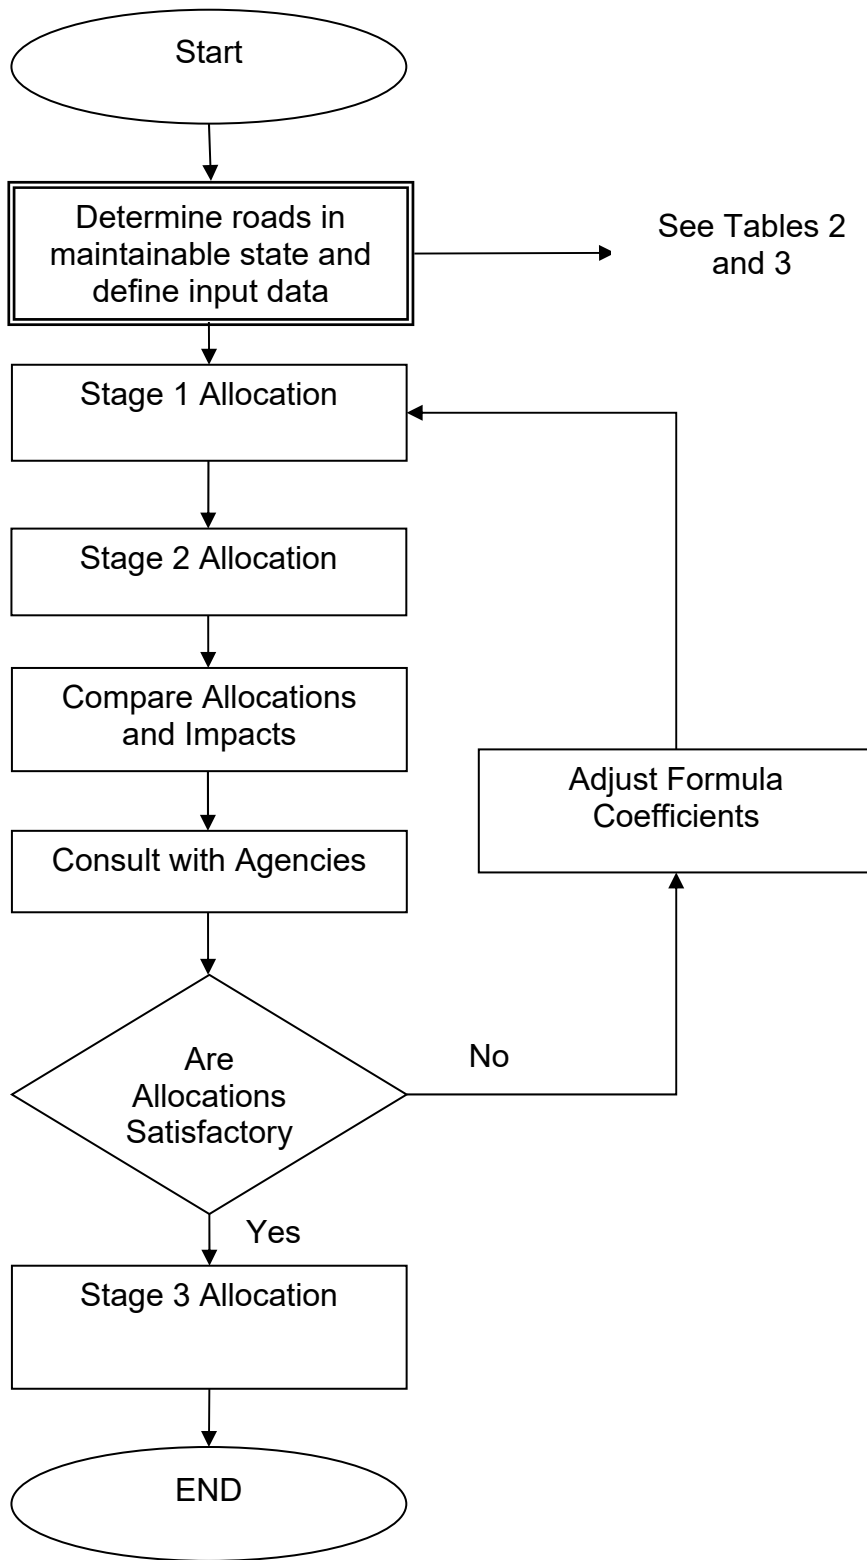 Start
Determine roads in
maintainable state and
define input data
See Tables 2
and 3
Stage 1 Allocation
Stage 2 Allocation
Compare Allocations
and Impacts
Adjust Formula
Coefficients
Consult with Agencies
Are
Allocations
Satisfactory
No
Yes
Stage 3 Allocation
END